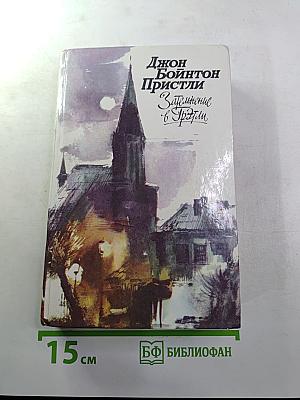 Джон
Бойнтон
Пристли
Затемнение
в Грэтли
15 см
БФ БИБЛИОФАН